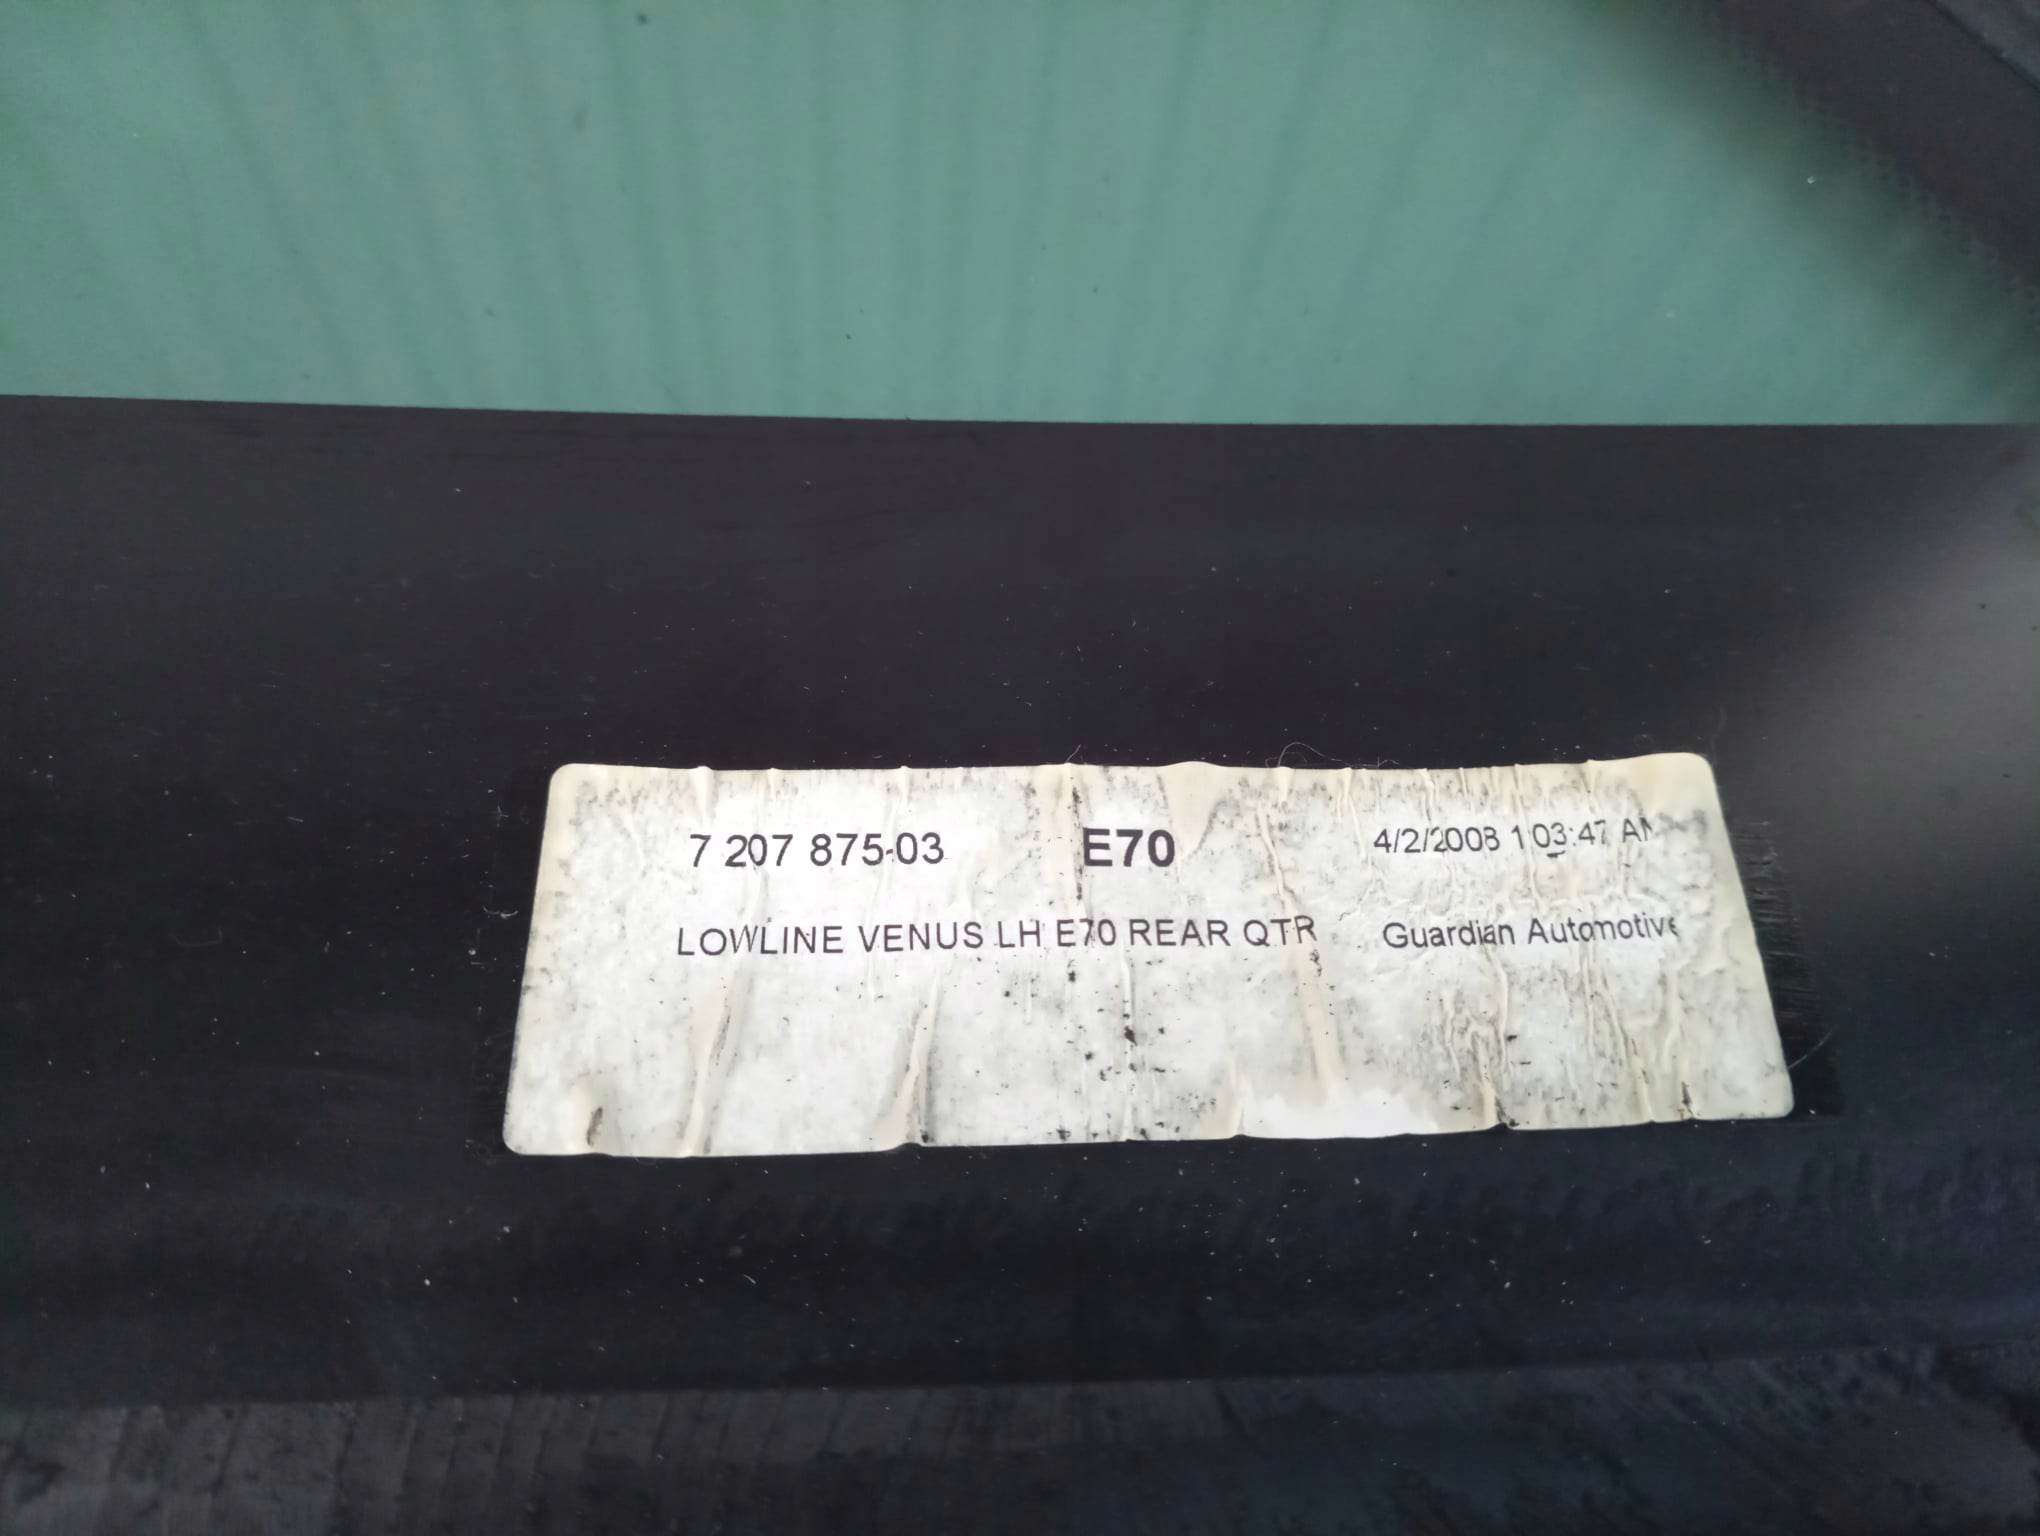 7 207 875-03 E70 4/2/2008 1:03:47 AM
LOWLINE VENUS LH E70 REAR QTR Guardian Automotive